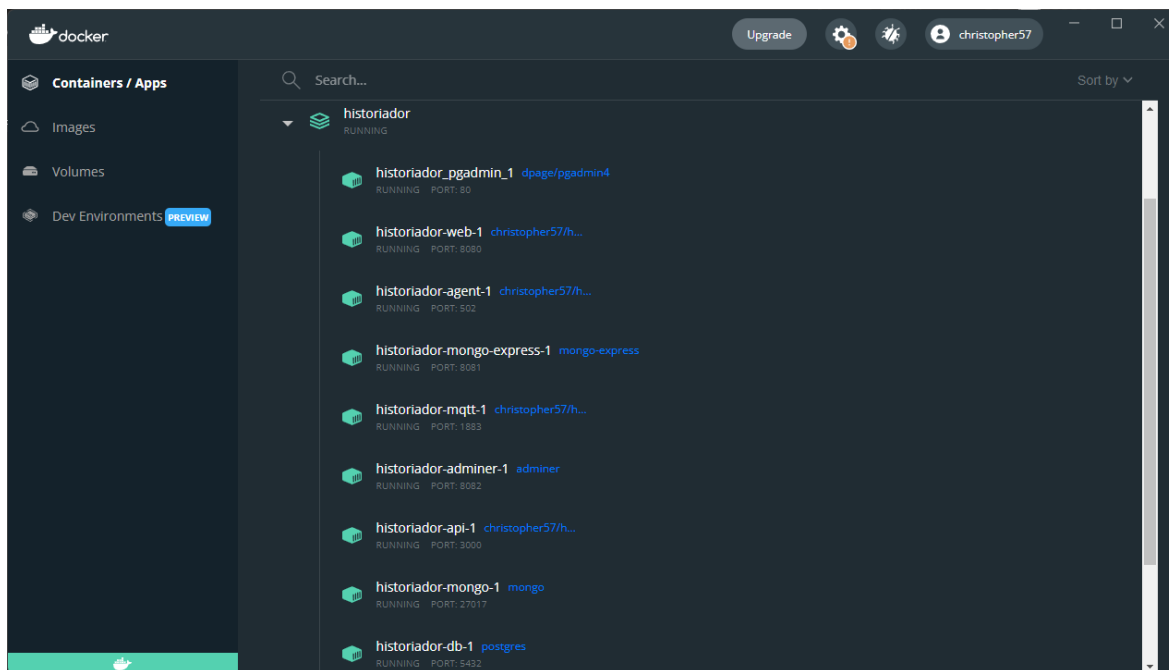 docker
Upgrade
christopher57
Containers / Apps
Images
Volumes
Dev Environments PREVIEW
Search...
Sort by
historiador
RUNNING
historiador_pgadmin_1 dpage/pgadmin4
RUNNING PORT: 80
historiador-web-1 christopher57/h...
RUNNING PORT: 8080
historiador-agent-1 christopher57/h...
RUNNING PORT: 502
historiador-mongo-express-1 mongo-express
RUNNING PORT: 8081
historiador-mqtt-1 christopher57/h...
RUNNING PORT: 1883
historiador-adminer-1 adminer
RUNNING PORT: 8082
historiador-api-1 christopher57/h...
RUNNING PORT: 3000
historiador-mongo-1 mongo
RUNNING PORT: 27017
historiador-db-1 postgres
RUNNING PORT: 5432